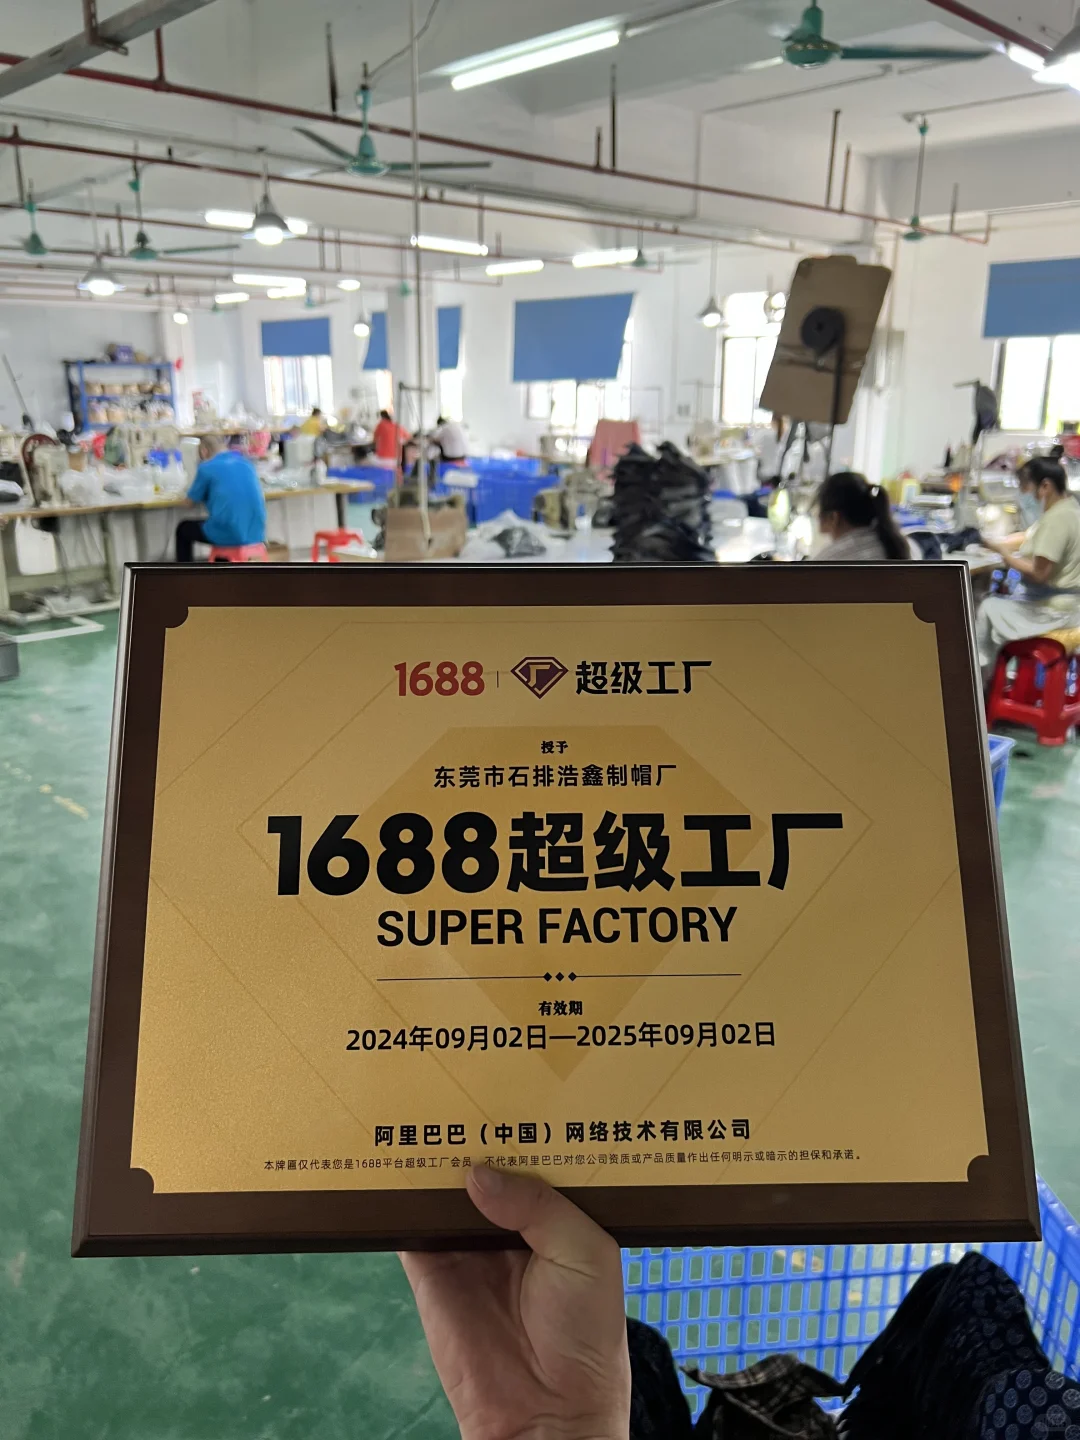 1688 | 超级工厂
授予
东莞市石排浩鑫制帽厂
1688超级工厂
SUPER FACTORY
有效期
2024年09月02日—2025年09月02日
阿里巴巴（中国）网络技术有限公司
本牌匾仅代表您是1688平台超级工厂会员，不代表阿里巴巴对您公司资质或产品质量作出任何明示或暗示的担保和承诺。